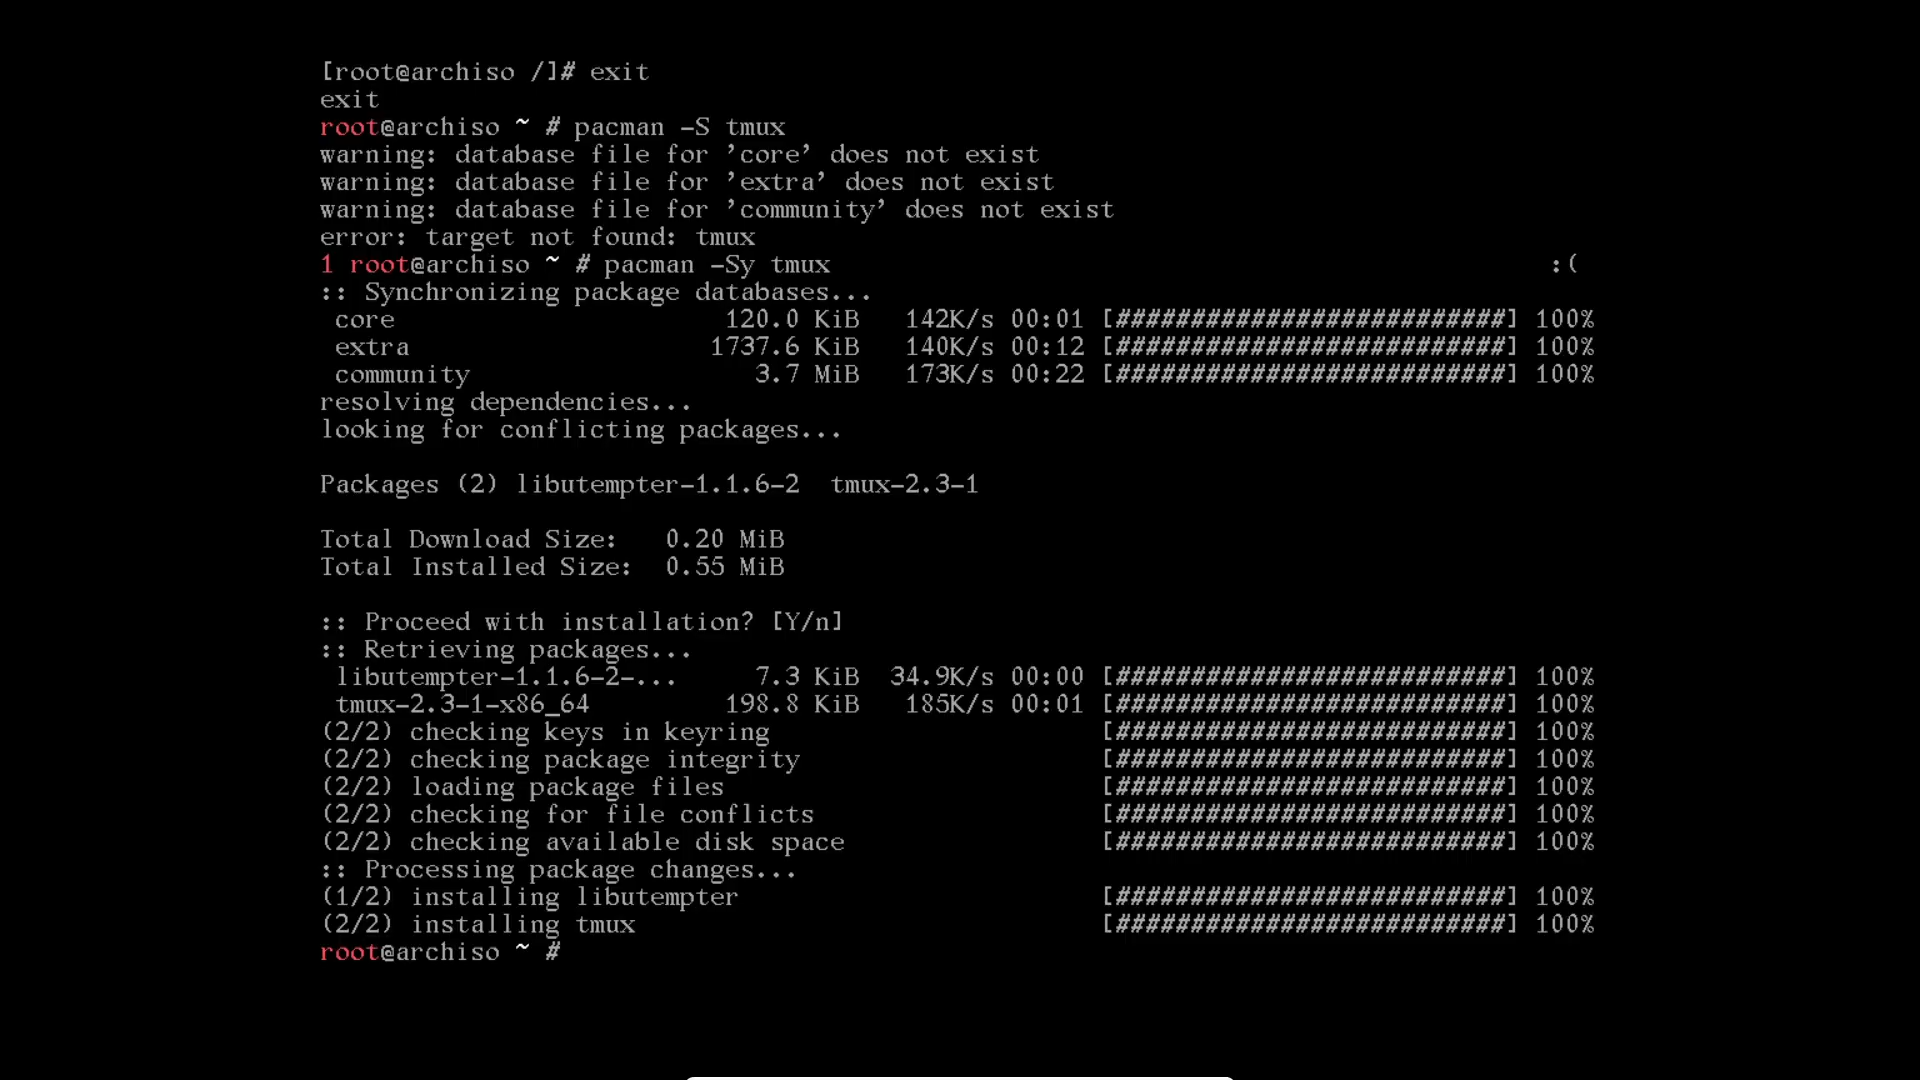 [root@archiso /]# exit
exit
root@archiso ~ # pacman -S tmux
warning: database file for 'core' does not exist
warning: database file for 'extra' does not exist
warning: database file for 'community' does not exist
error: target not found: tmux
1 root@archiso ~ # pacman -Sy tmux :(
:: Synchronizing package databases...
core 120.0 KiB 142K/s 00:01 [##########################] 100%
extra 1737.6 KiB 140K/s 00:12 [##########################] 100%
community 3.7 MiB 173K/s 00:22 [##########################] 100%
resolving dependencies...
looking for conflicting packages...
Packages (2) libutempter-1.1.6-2 tmux-2.3-1
Total Download Size: 0.20 MiB
Total Installed Size: 0.55 MiB
:: Proceed with installation? [Y/n]
:: Retrieving packages...
libutempter-1.1.6-2-... 7.3 KiB 34.9K/s 00:00 [##########################] 100%
tmux-2.3-1-x86_64 198.8 KiB 185K/s 00:01 [##########################] 100%
(2/2) checking keys in keyring [##########################] 100%
(2/2) checking package integrity [##########################] 100%
(2/2) loading package files [##########################] 100%
(2/2) checking for file conflicts [##########################] 100%
(2/2) checking available disk space [##########################] 100%
:: Processing package changes...
(1/2) installing libutempter [##########################] 100%
(2/2) installing tmux [##########################] 100%
root@archiso ~ #